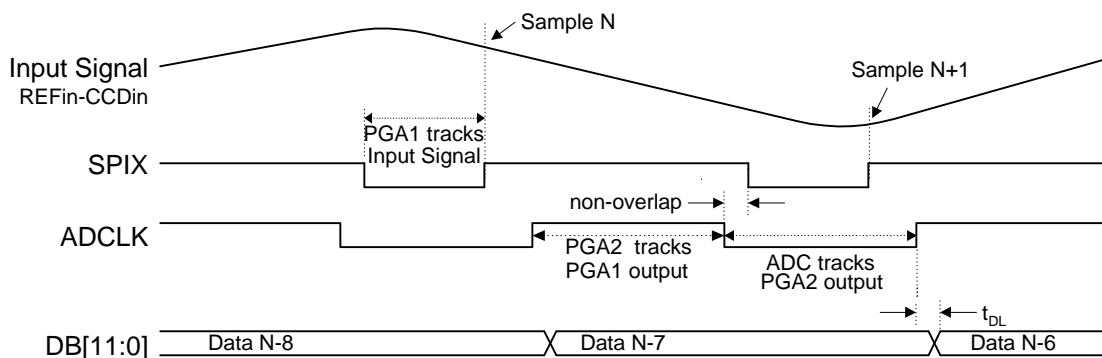 Sample N
Input Signal
REFin-CCDin
Sample N+1
PGA1 tracks
Input Signal
SPIX
non-overlap
ADCLK
PGA2 tracks
PGA1 output
ADC tracks
PGA2 output
tDL
DB[11:0]
Data N-8
Data N-7
Data N-6